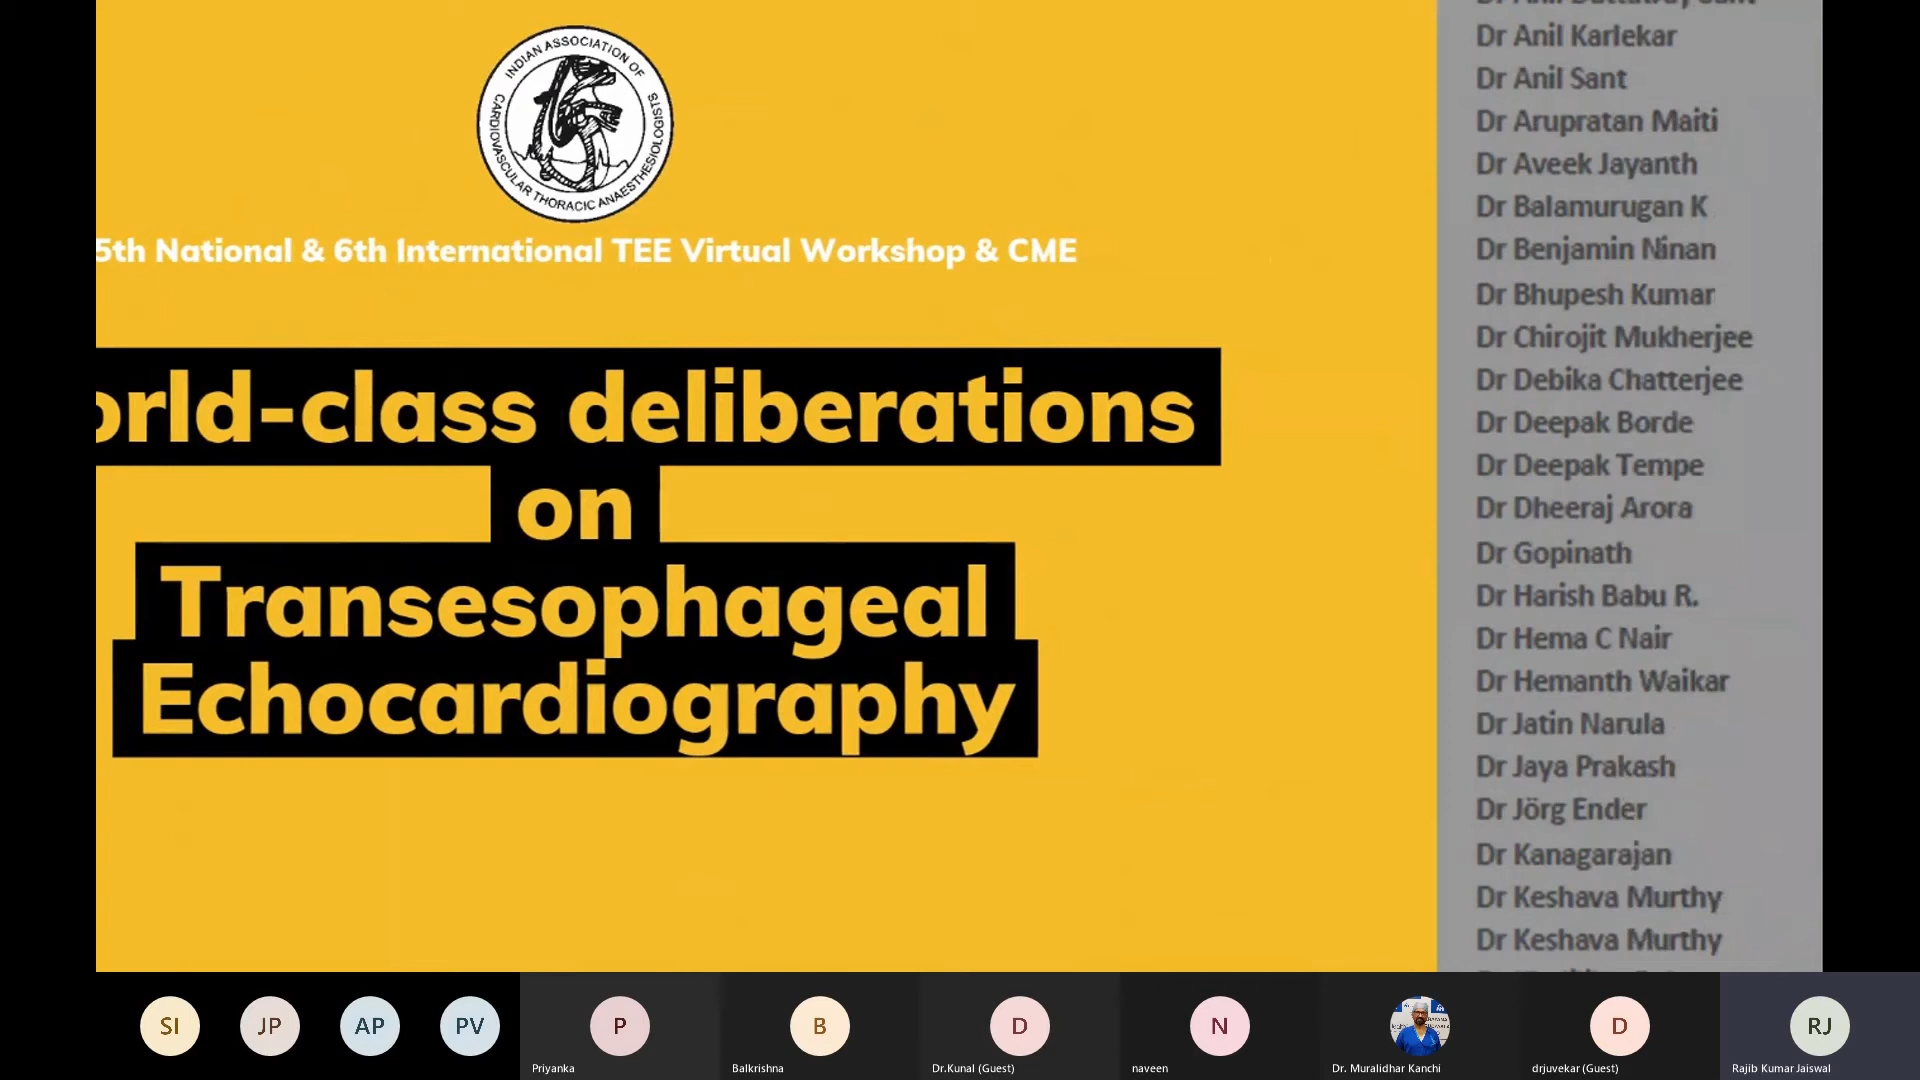 INDIAN ASSOCIATION OF
CARDIOVASCULAR THORACIC ANAESTHESIOLOGISTS
5th National & 6th International TEE Virtual Workshop & CME
orld-class deliberations
on
Transesophageal
Echocardiography
Dr Anil Karlekar
Dr Anil Sant
Dr Arupratan Maiti
Dr Aveek Jayanth
Dr Balamurugan K
Dr Benjamin Ninan
Dr Bhupesh Kumar
Dr Chirojit Mukherjee
Dr Debika Chatterjee
Dr Deepak Borde
Dr Deepak Tempe
Dr Dheeraj Arora
Dr Gopinath
Dr Harish Babu R.
Dr Hema C Nair
Dr Hemanth Waikar
Dr Jatin Narula
Dr Jaya Prakash
Dr Jörg Ender
Dr Kanagarajan
Dr Keshava Murthy
Dr Keshava Murthy
SI
JP
AP
PV
P
B
D
N
D
RJ
Priyanka
Balkrishna
Dr.Kunal (Guest)
naveen
Dr. Muralidhar Kanchi
drjuvekar (Guest)
Rajib Kumar Jaiswal